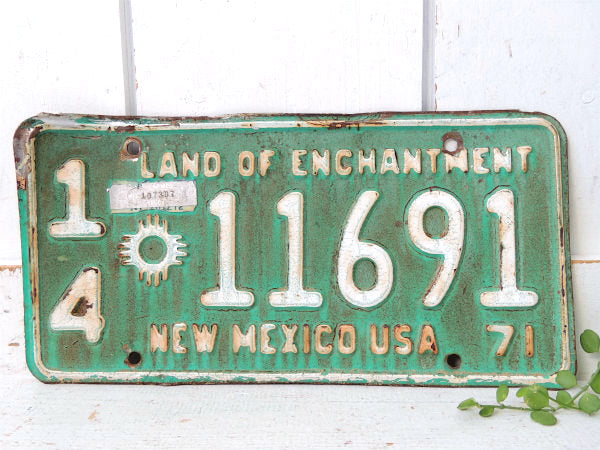 LAND OF ENCHANTMENT
14 11691
NEW MEXICO USA 71